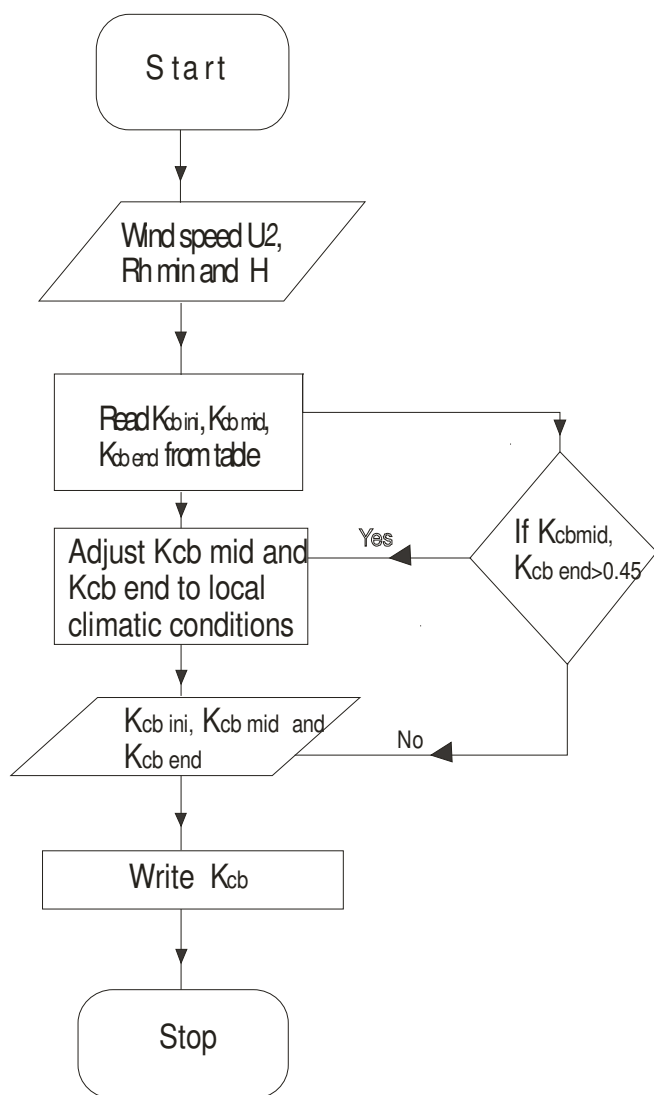 Start
Wind speed U2,
Rh min and H
Read Kcb ini, Kcb mid,
Kcb end from table
If Kcbmid,
Kcb end>0.45
Yes
Adjust Kcb mid and
Kcb end to local
climatic conditions
Kcb ini, Kcb mid and
Kcb end
No
Write Kcb
Stop